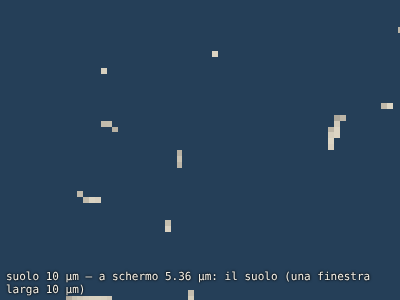 suolo 10 µm — a schermo 5.36 µm: il suolo (una finestra
larga 10 µm)